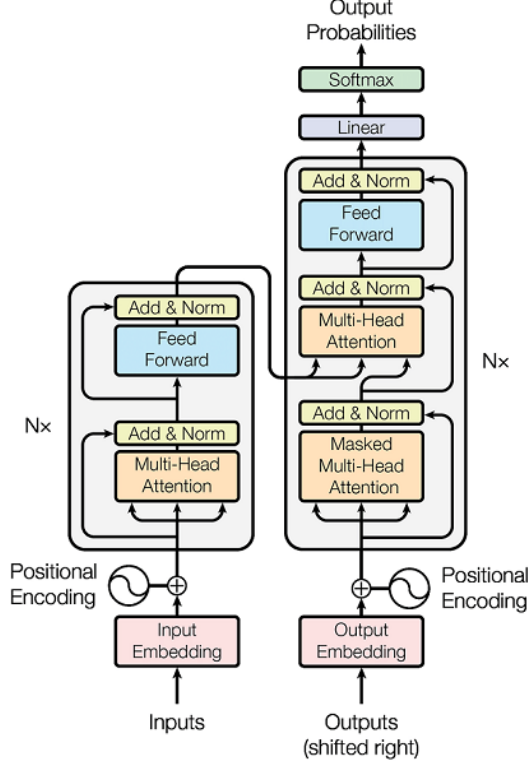 Output
Probabilities
Softmax
Linear
Add & Norm
Feed
Forward
Add & Norm
Multi-Head
Attention
Add & Norm
Masked
Multi-Head
Attention
N×
Add & Norm
Feed
Forward
Add & Norm
Multi-Head
Attention
N×
Positional
Encoding
Positional
Encoding
Input
Embedding
Output
Embedding
Inputs
Outputs
(shifted right)